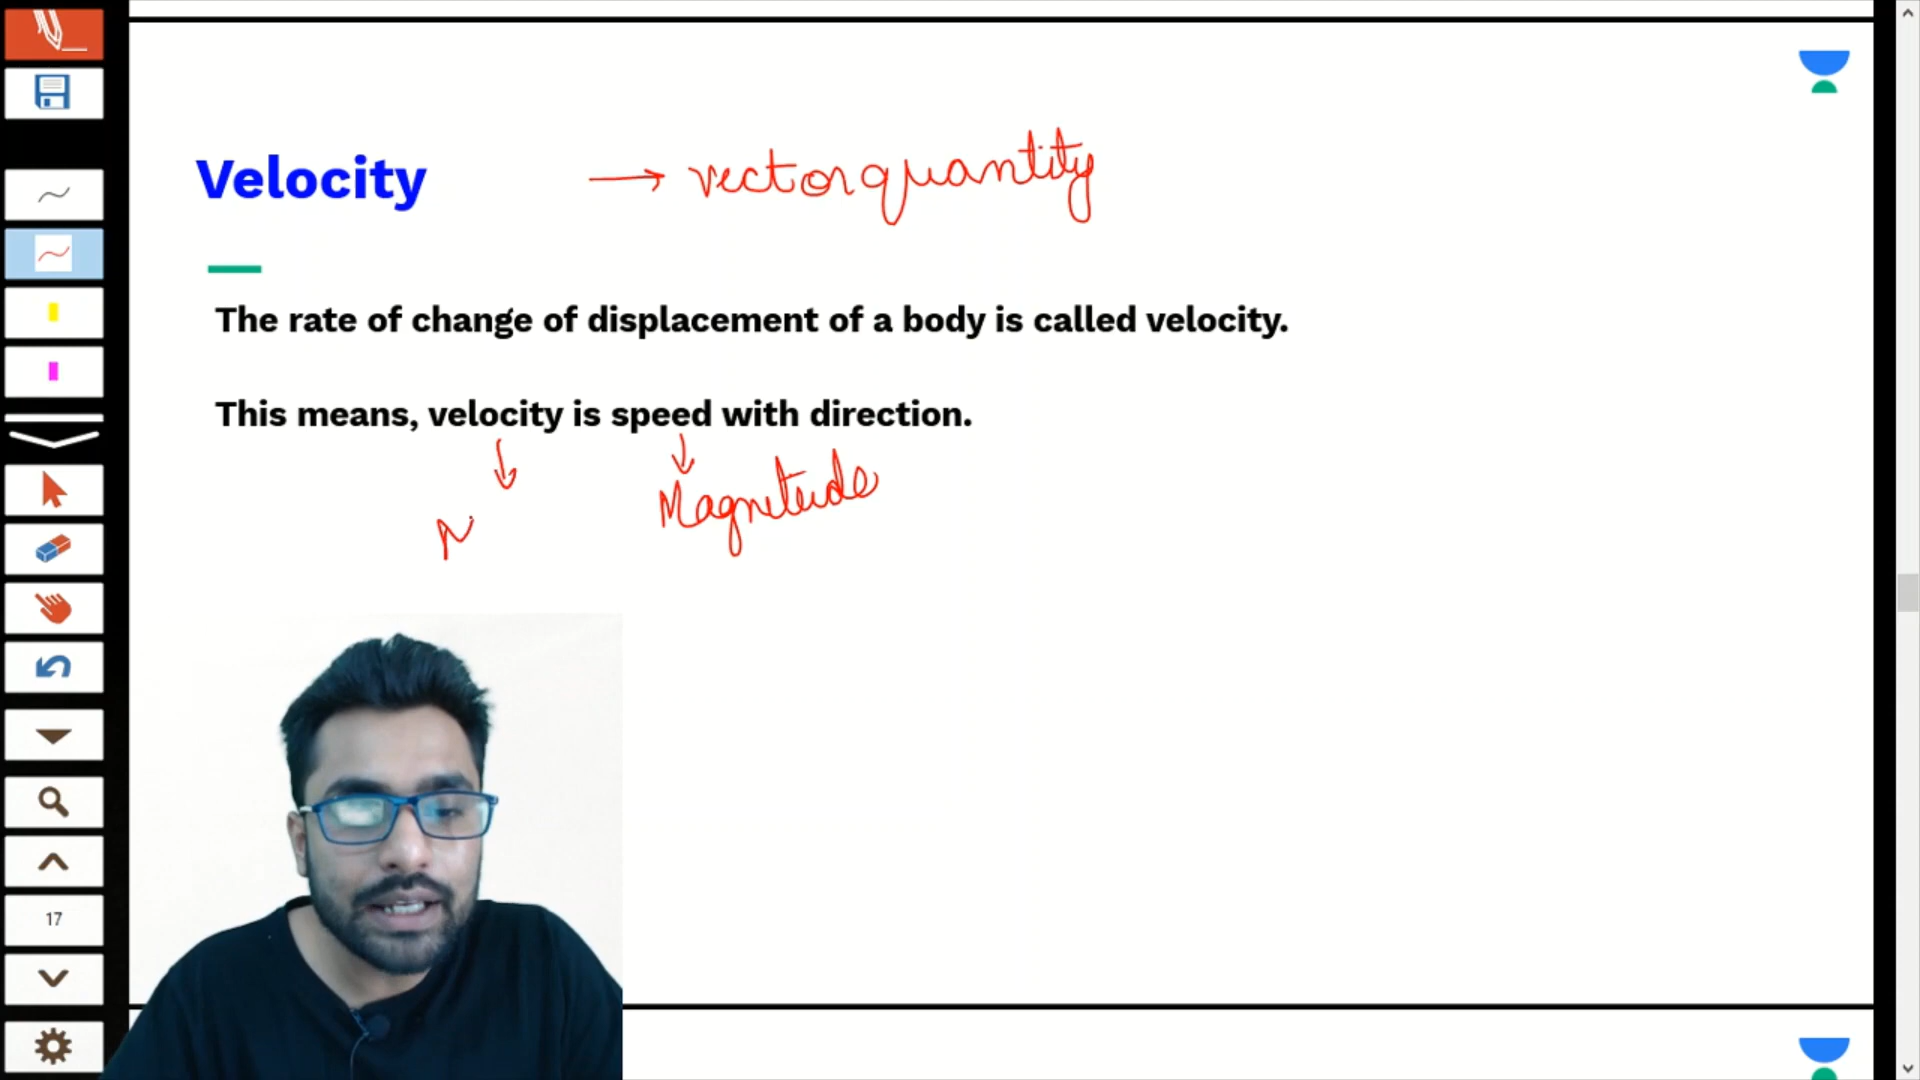 Velocity → vector quantity
The rate of change of displacement of a body is called velocity.
This means, velocity is speed with direction.
Magnitude
M
17